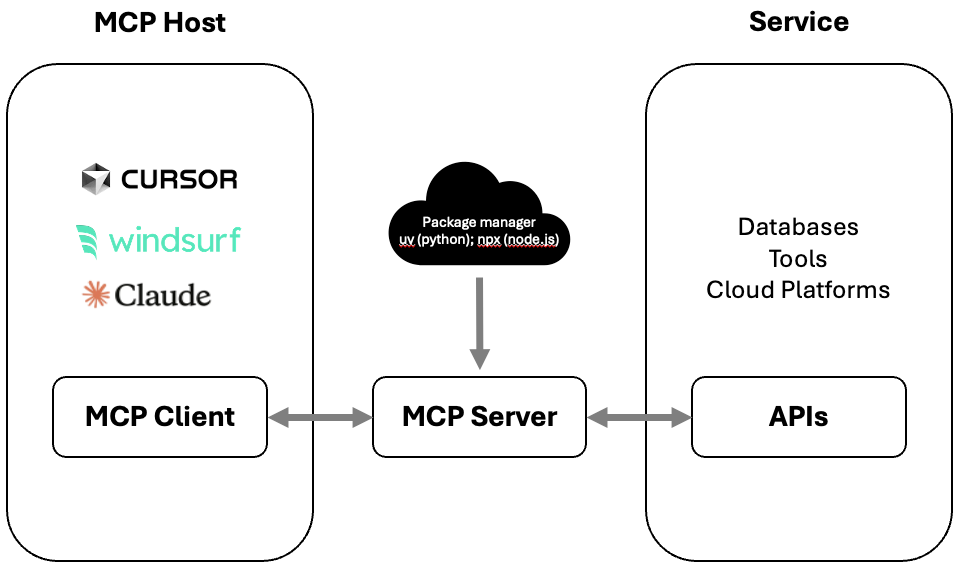 MCP Host
Service
CURSOR
windsurf
Claude
Package manager
uv (python); npx (node.js)
Databases
Tools
Cloud Platforms
MCP Client
MCP Server
APIs